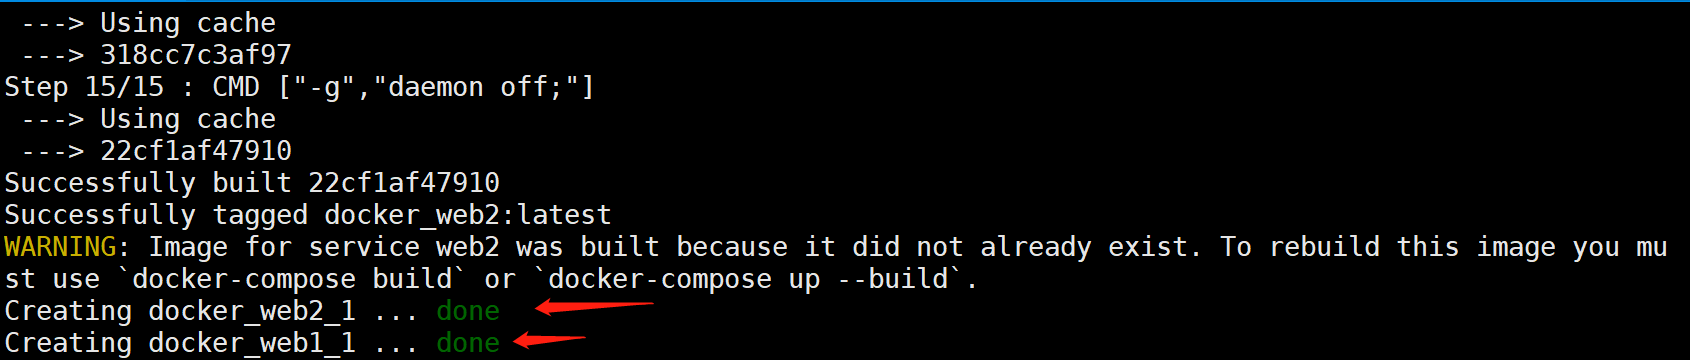 ---> Using cache
---> 318cc7c3af97
Step 15/15 : CMD ["-g","daemon off;"]
---> Using cache
---> 22cf1af47910
Successfully built 22cf1af47910
Successfully tagged docker_web2:latest
WARNING: Image for service web2 was built because it did not already exist. To rebuild this image you mu
st use `docker-compose build` or `docker-compose up --build`.
Creating docker_web2_1 ... done
Creating docker_web1_1 ... done